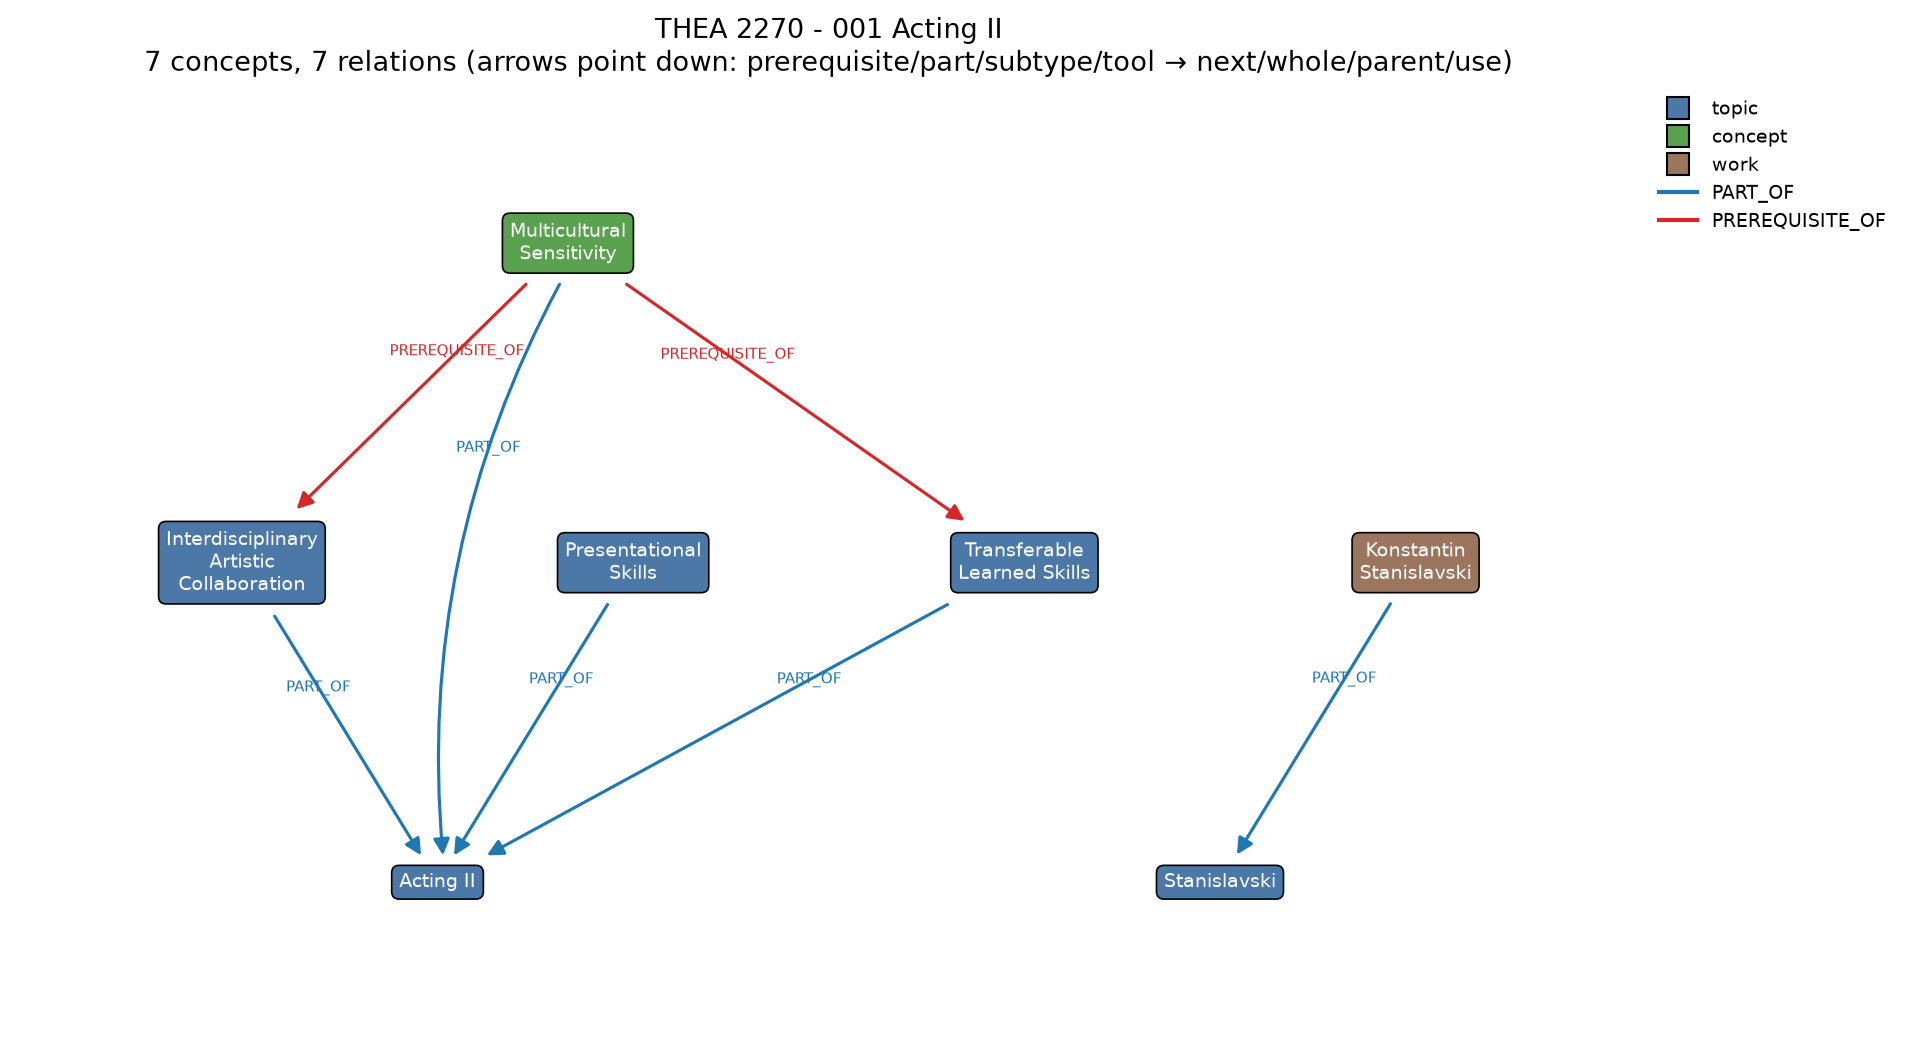 THEA 2270 - 001 Acting II
7 concepts, 7 relations (arrows point down: prerequisite/part/subtype/tool → next/whole/parent/use)
topic
concept
work
PART_OF
PREREQUISITE_OF
Multicultural
Sensitivity
PREREQUISITE_OF
PREREQUISITE_OF
PART_OF
Interdisciplinary
Artistic
Collaboration
Presentational
Skills
Transferable
Learned Skills
Konstantin
Stanislavski
PART_OF
PART_OF
PART_OF
PART_OF
Acting II
Stanislavski